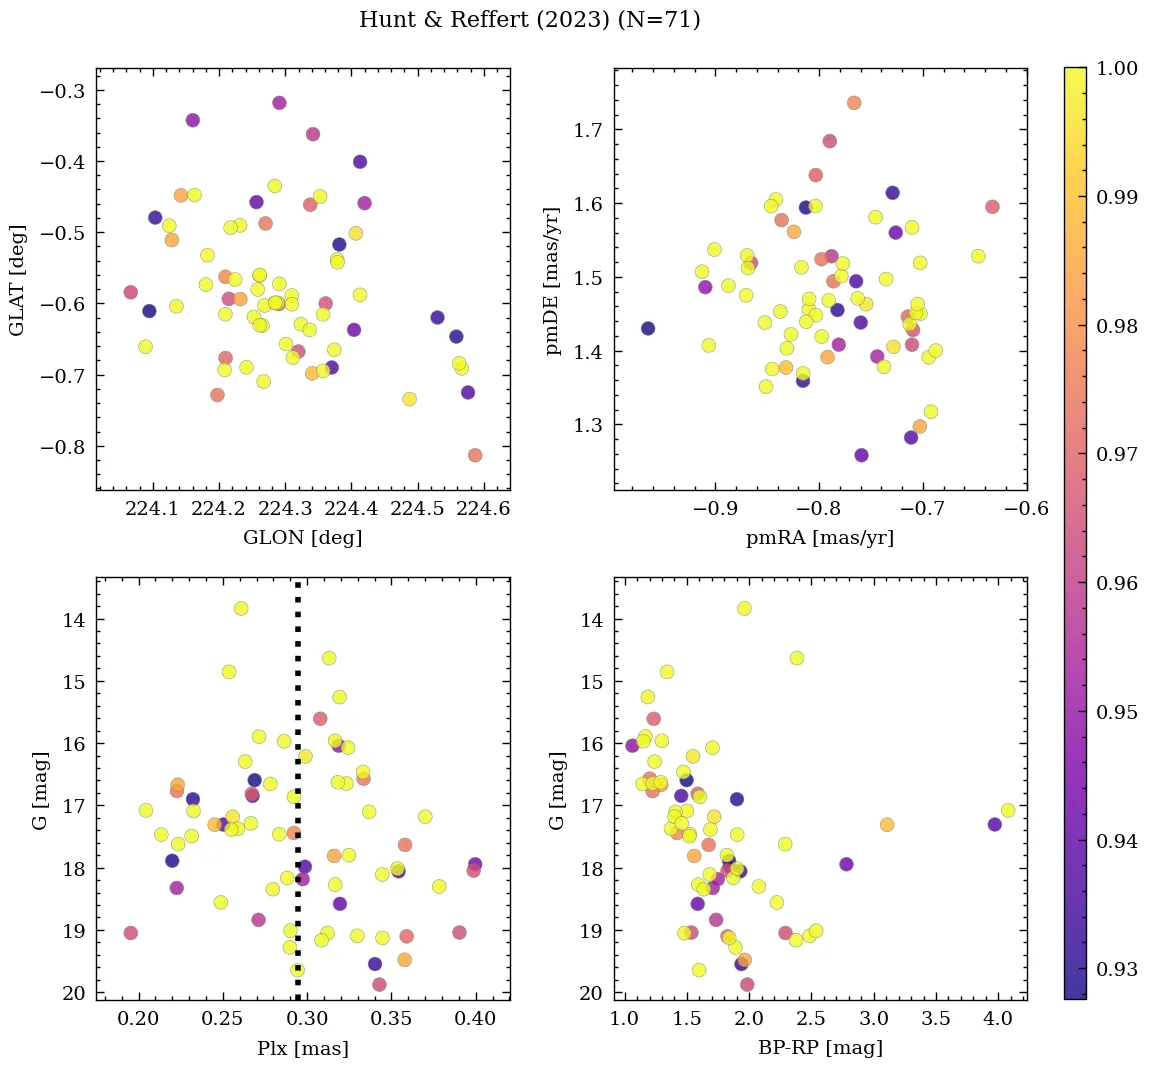 Hunt & Reffert (2023) (N=71)
−0.3
−0.4
−0.5
−0.6
−0.7
−0.8
GLAT [deg]
224.1 224.2 224.3 224.4 224.5 224.6
GLON [deg]
1.7
1.6
1.5
1.4
1.3
pmDE [mas/yr]
−0.9 −0.8 −0.7 −0.6
pmRA [mas/yr]
14
15
16
17
18
19
20
G [mag]
0.20 0.25 0.30 0.35 0.40
Plx [mas]
14
15
16
17
18
19
20
G [mag]
1.0 1.5 2.0 2.5 3.0 3.5 4.0
BP-RP [mag]
1.00
0.99
0.98
0.97
0.96
0.95
0.94
0.93